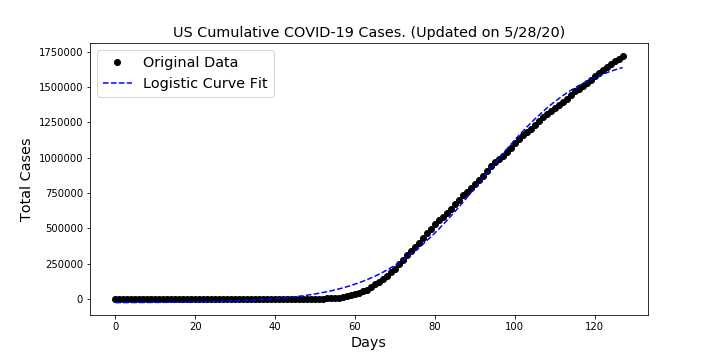 US Cumulative COVID-19 Cases. (Updated on 5/28/20)
Original Data
Logistic Curve Fit
Total Cases
1750000
1500000
1250000
1000000
750000
500000
250000
0
0 20 40 60 80 100 120
Days